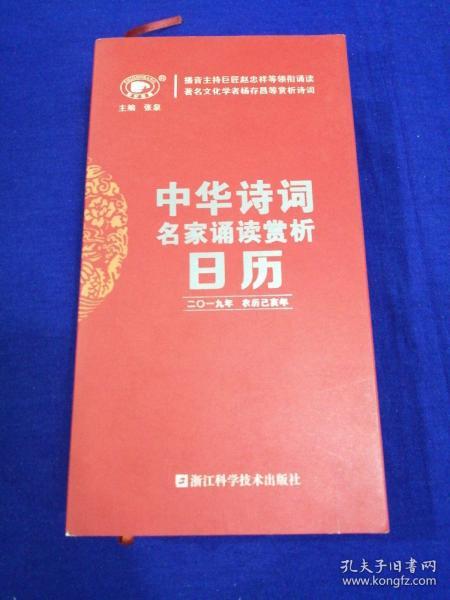 播音主持巨匠赵忠祥等领衔诵读
著名文化学者杨存昌等赏析诗词
主编 张泉
中华诗词
名家诵读赏析
日历
二〇一九年 农历己亥年
浙江科学技术出版社
孔夫子旧书网
www.kongfz.com